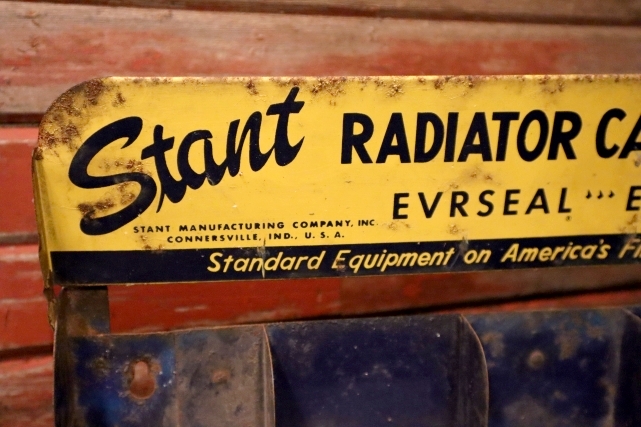 Stant RADIATOR CA
EVRSEAL ››› E
STANT MANUFACTURING COMPANY, INC.
CONNERSVILLE, IND., U. S. A.
Standard Equipment on America's Fi